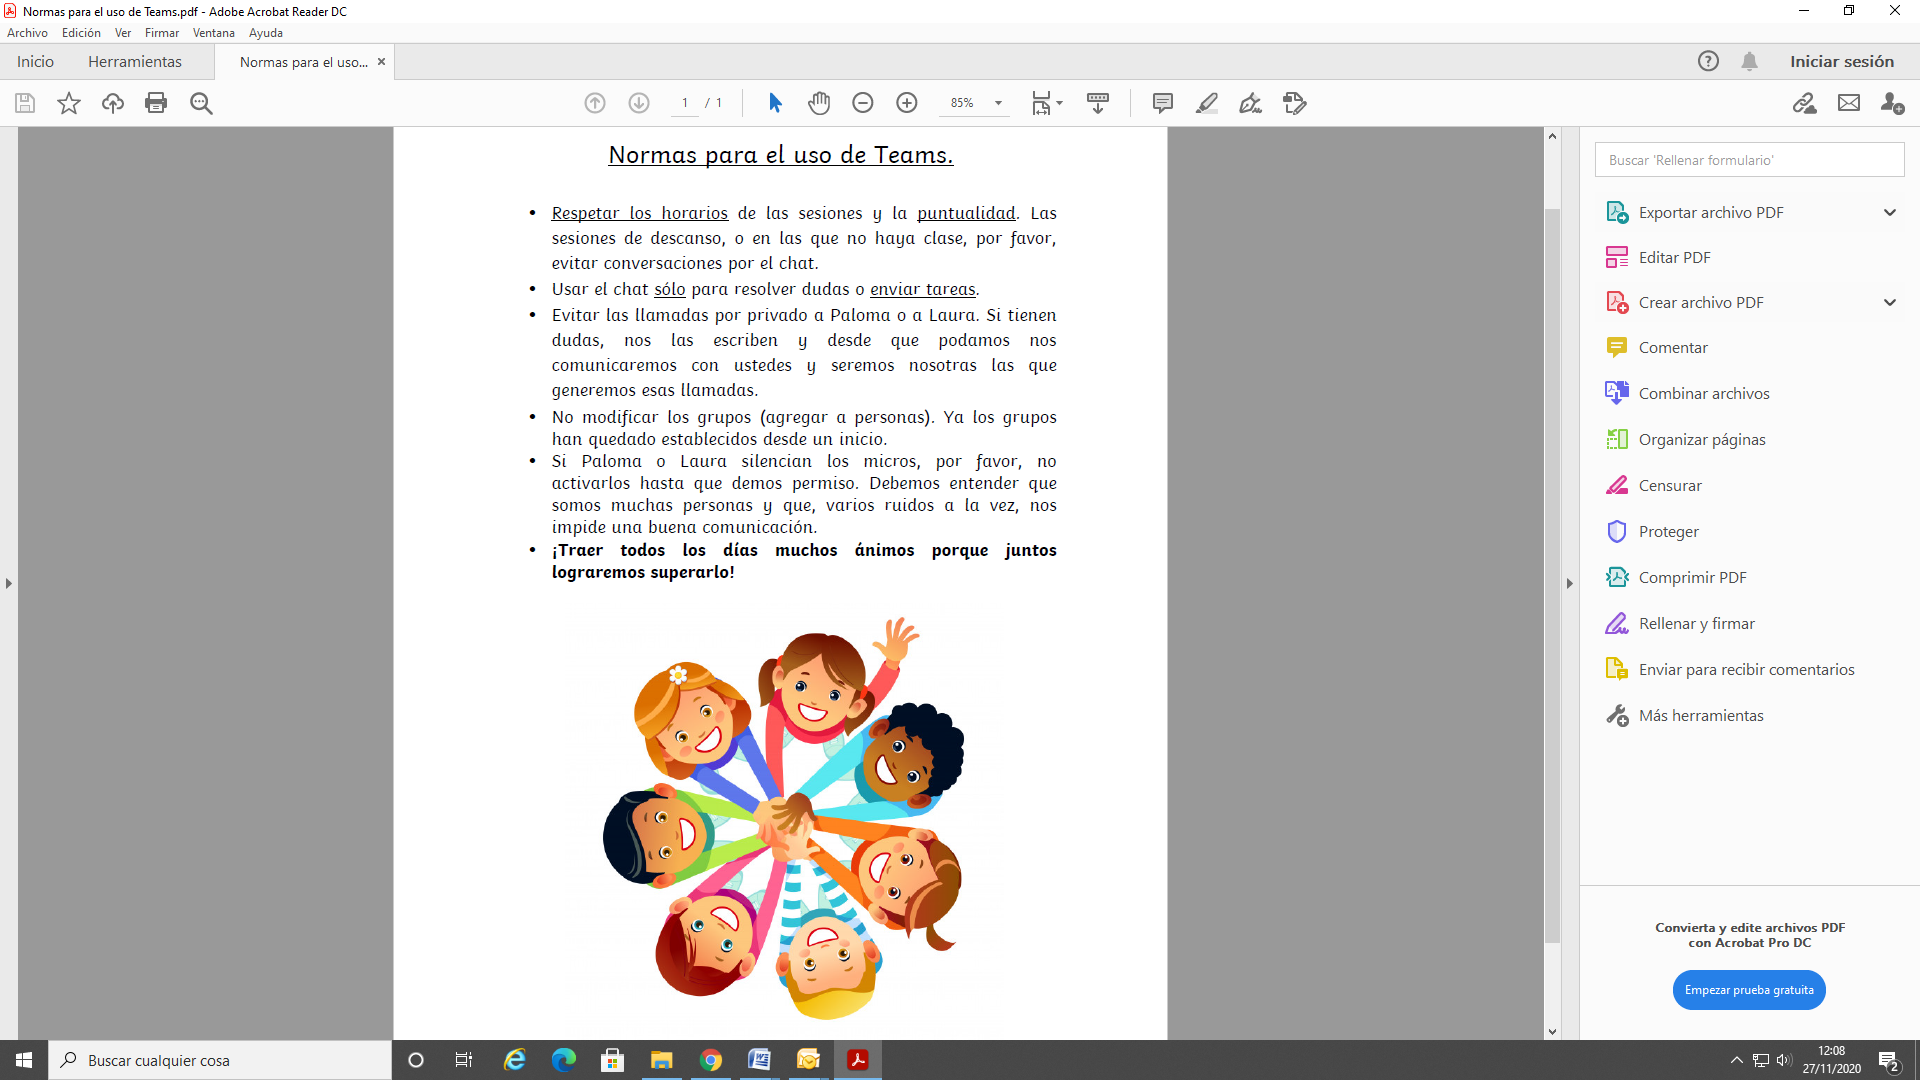 Normas para el uso de Teams.pdf - Adobe Acrobat Reader DC
Archivo Edición Ver Firmar Ventana Ayuda
Inicio Herramientas Normas para el uso... × Iniciar sesión
1 / 1 85%
Normas para el uso de Teams.
• Respetar los horarios de las sesiones y la puntualidad. Las
sesiones de descanso, o en las que no haya clase, por favor,
evitar conversaciones por el chat.
• Usar el chat sólo para resolver dudas o enviar tareas.
• Evitar las llamadas por privado a Paloma o a Laura. Si tienen
dudas, nos las escriben y desde que podamos nos
comunicaremos con ustedes y seremos nosotras las que
generemos esas llamadas.
• No modificar los grupos (agregar a personas). Ya los grupos
han quedado establecidos desde un inicio.
• Si Paloma o Laura silencian los micros, por favor, no
activarlos hasta que demos permiso. Debemos entender que
somos muchas personas y que, varios ruidos a la vez, nos
impide una buena comunicación.
• ¡Traer todos los días muchos ánimos porque juntos
lograremos superarlo!
Buscar 'Rellenar formulario'
Exportar archivo PDF
Editar PDF
Crear archivo PDF
Comentar
Combinar archivos
Organizar páginas
Censurar
Proteger
Comprimir PDF
Rellenar y firmar
Enviar para recibir comentarios
Más herramientas
Convierta y edite archivos PDF
con Acrobat Pro DC
Empezar prueba gratuita
Buscar cualquier cosa
12:08
27/11/2020
2